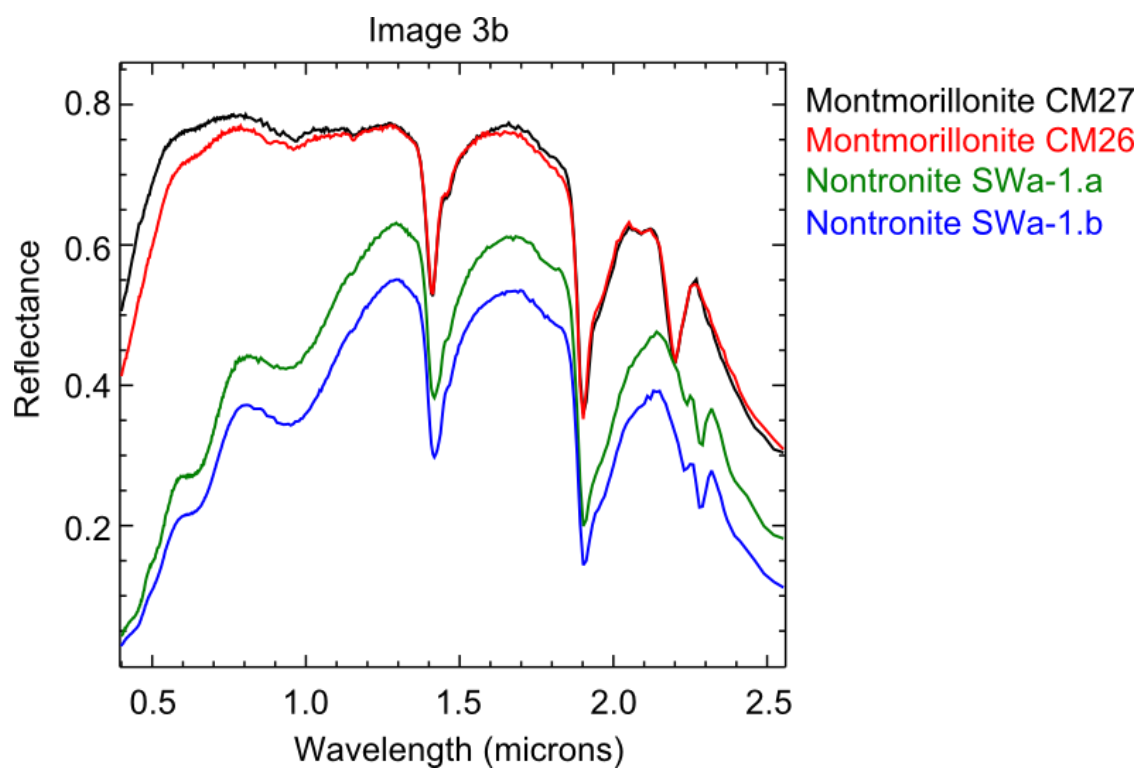 Image 3b
Montmorillonite CM27
Montmorillonite CM26
Nontronite SWa-1.a
Nontronite SWa-1.b
Reflectance
0.8
0.6
0.4
0.2
0.5 1.0 1.5 2.0 2.5
Wavelength (microns)